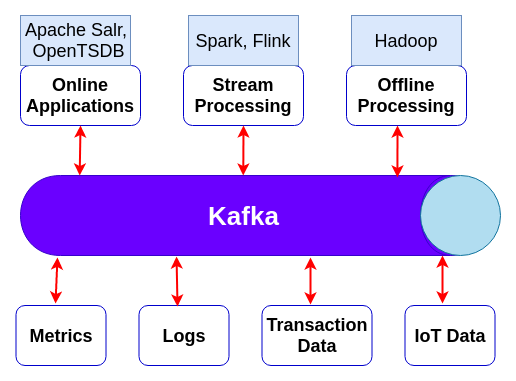 Apache Salr,
OpenTSDB
Spark, Flink
Hadoop
Online
Applications
Stream
Processing
Offline
Processing
Kafka
Metrics
Logs
Transaction
Data
IoT Data